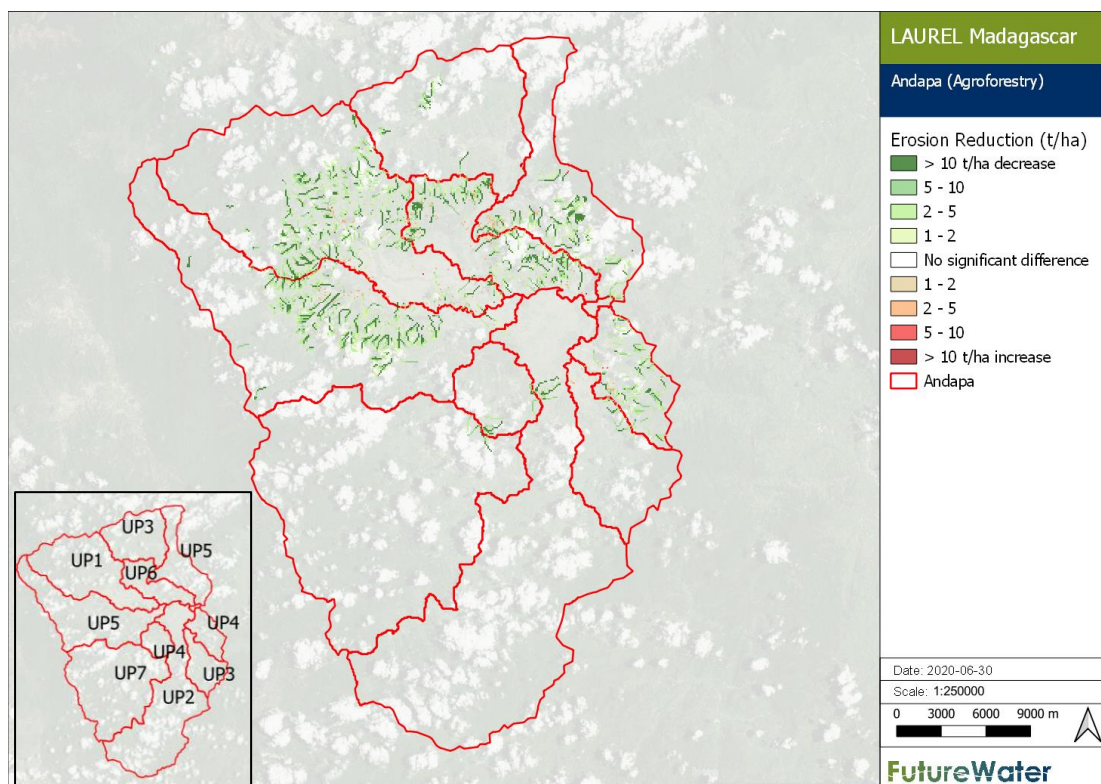 LAUREL Madagascar
Andapa (Agroforestry)
Erosion Reduction (t/ha)
> 10 t/ha decrease
5 - 10
2 - 5
1 - 2
No significant difference
1 - 2
2 - 5
5 - 10
> 10 t/ha increase
Andapa
UP3
UP5
UP1
UP6
UP5
UP4
UP4
UP7
UP3
UP2
Date: 2020-06-30
Scale: 1:250000
0 3000 6000 9000 m
FutureWater